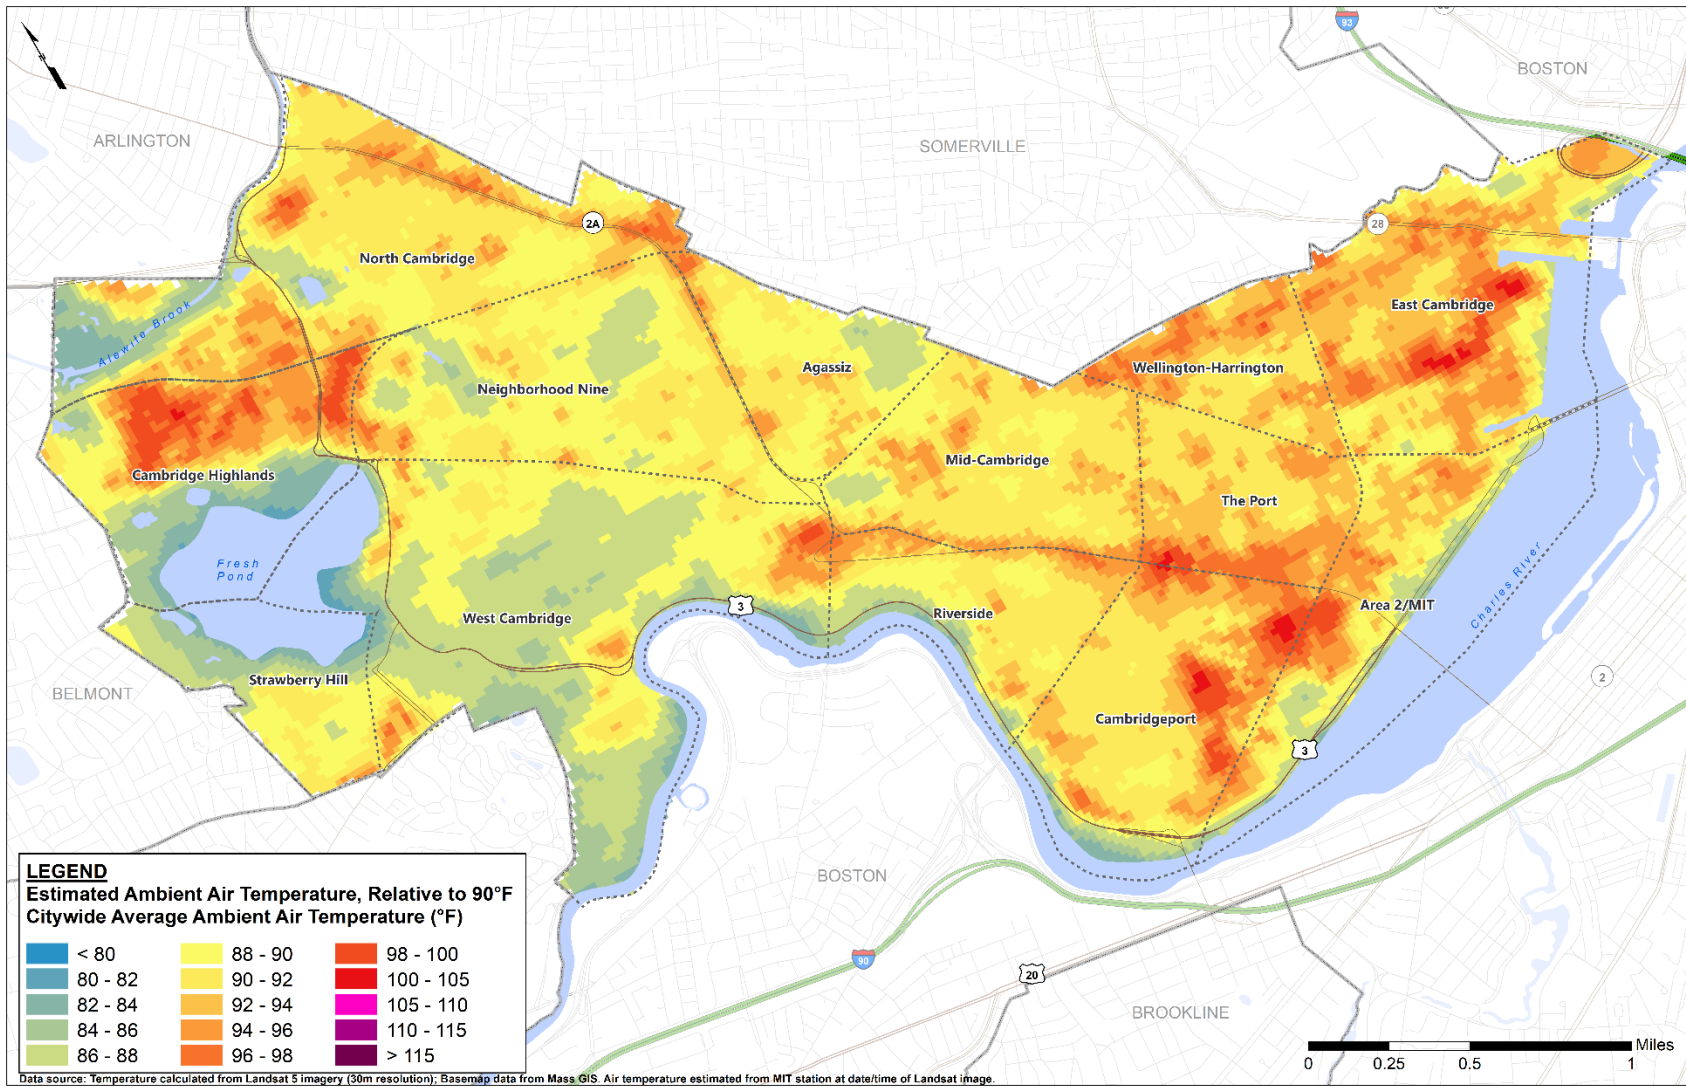 93
BOSTON
ARLINGTON
SOMERVILLE
2A
28
North Cambridge
Alewife Brook
East Cambridge
Agassiz
Wellington-Harrington
Neighborhood Nine
Mid-Cambridge
Cambridge Highlands
The Port
Fresh
Pond
3
Area 2/MIT
Charles River
West Cambridge
Riverside
Strawberry Hill
BELMONT
2
Cambridgeport
3
BOSTON
90
20
BROOKLINE
LEGEND
Estimated Ambient Air Temperature, Relative to 90°F
Citywide Average Ambient Air Temperature (°F)
< 80
80 - 82
82 - 84
84 - 86
86 - 88
88 - 90
90 - 92
92 - 94
94 - 96
96 - 98
98 - 100
100 - 105
105 - 110
110 - 115
> 115
Miles
0 0.25 0.5 1
Data source: Temperature calculated from Landsat 5 imagery (30m resolution); Basemap data from Mass GIS. Air temperature estimated from MIT station at date/time of Landsat image.